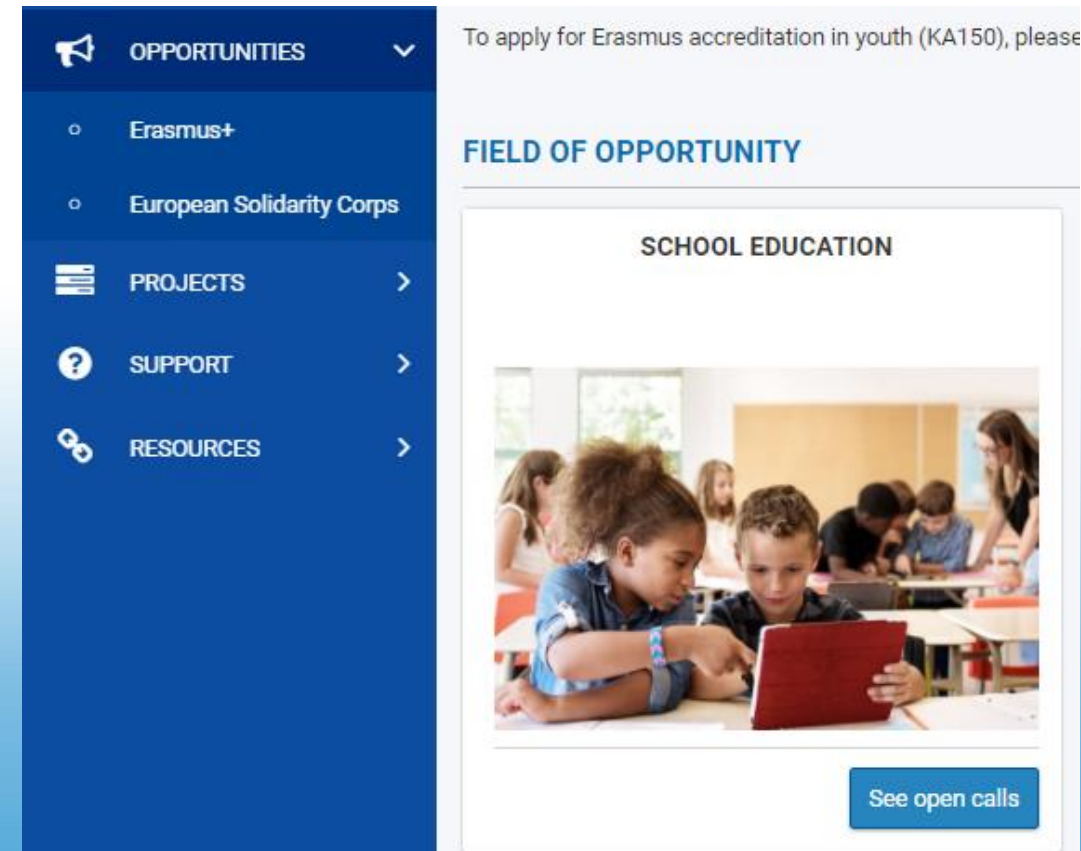 OPPORTUNITIES
Erasmus+
European Solidarity Corps
PROJECTS
SUPPORT
RESOURCES
To apply for Erasmus accreditation in youth (KA150), please
FIELD OF OPPORTUNITY
SCHOOL EDUCATION
See open calls